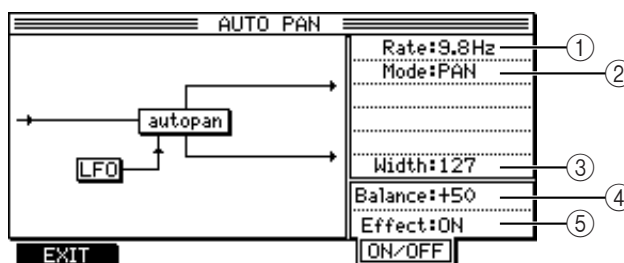 AUTO PAN
Rate:9.8Hz ①
Mode:PAN ②
autopan
LFO
Width:127 ③
Balance:+50 ④
Effect:ON ⑤
EXIT ON/OFF